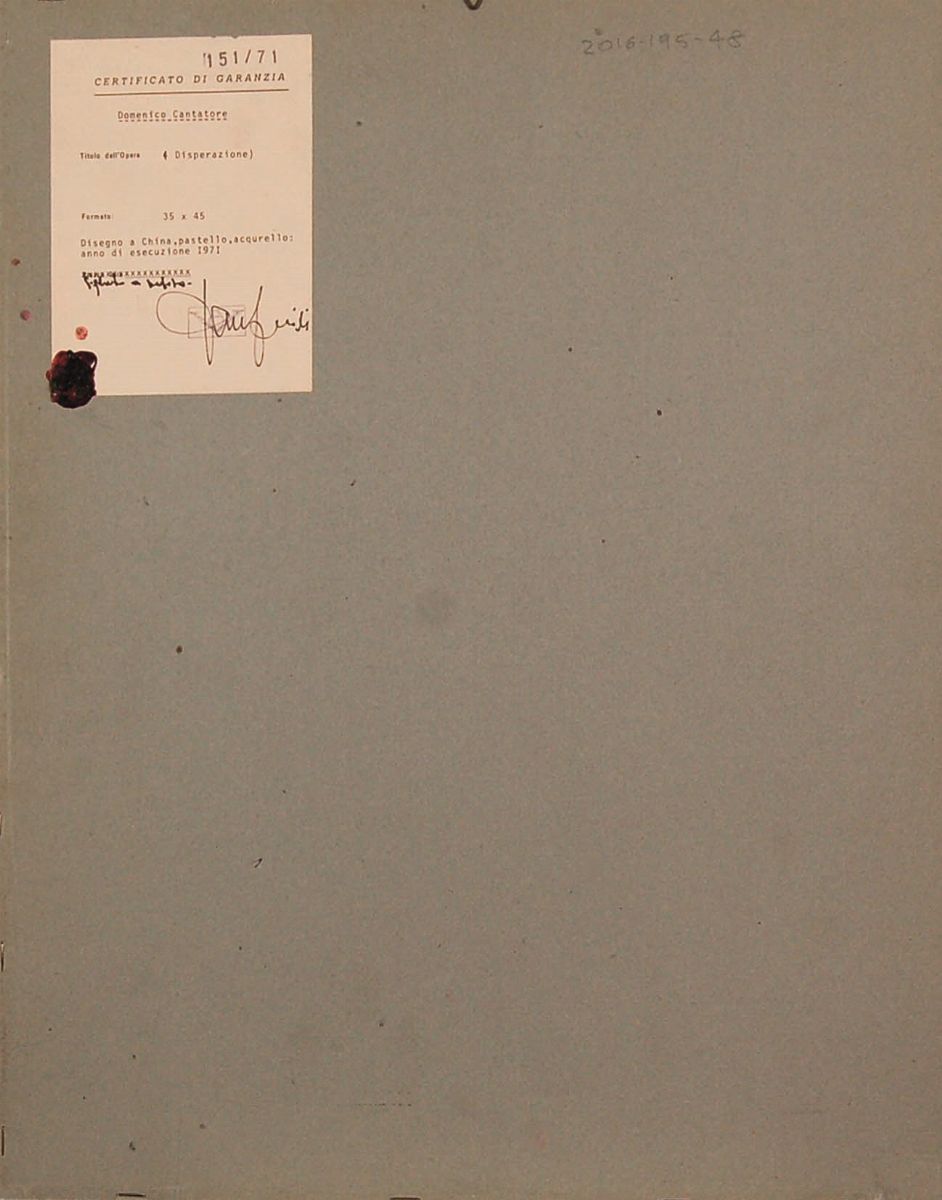 151/71
2016-195-48
CERTIFICATO DI GARANZIA
Domenico Cantatore
Titolo dell'Opera ( Disperazione)
Formato: 35 x 45
Disegno a China,pastello,acqurello:
anno di esecuzione 1971